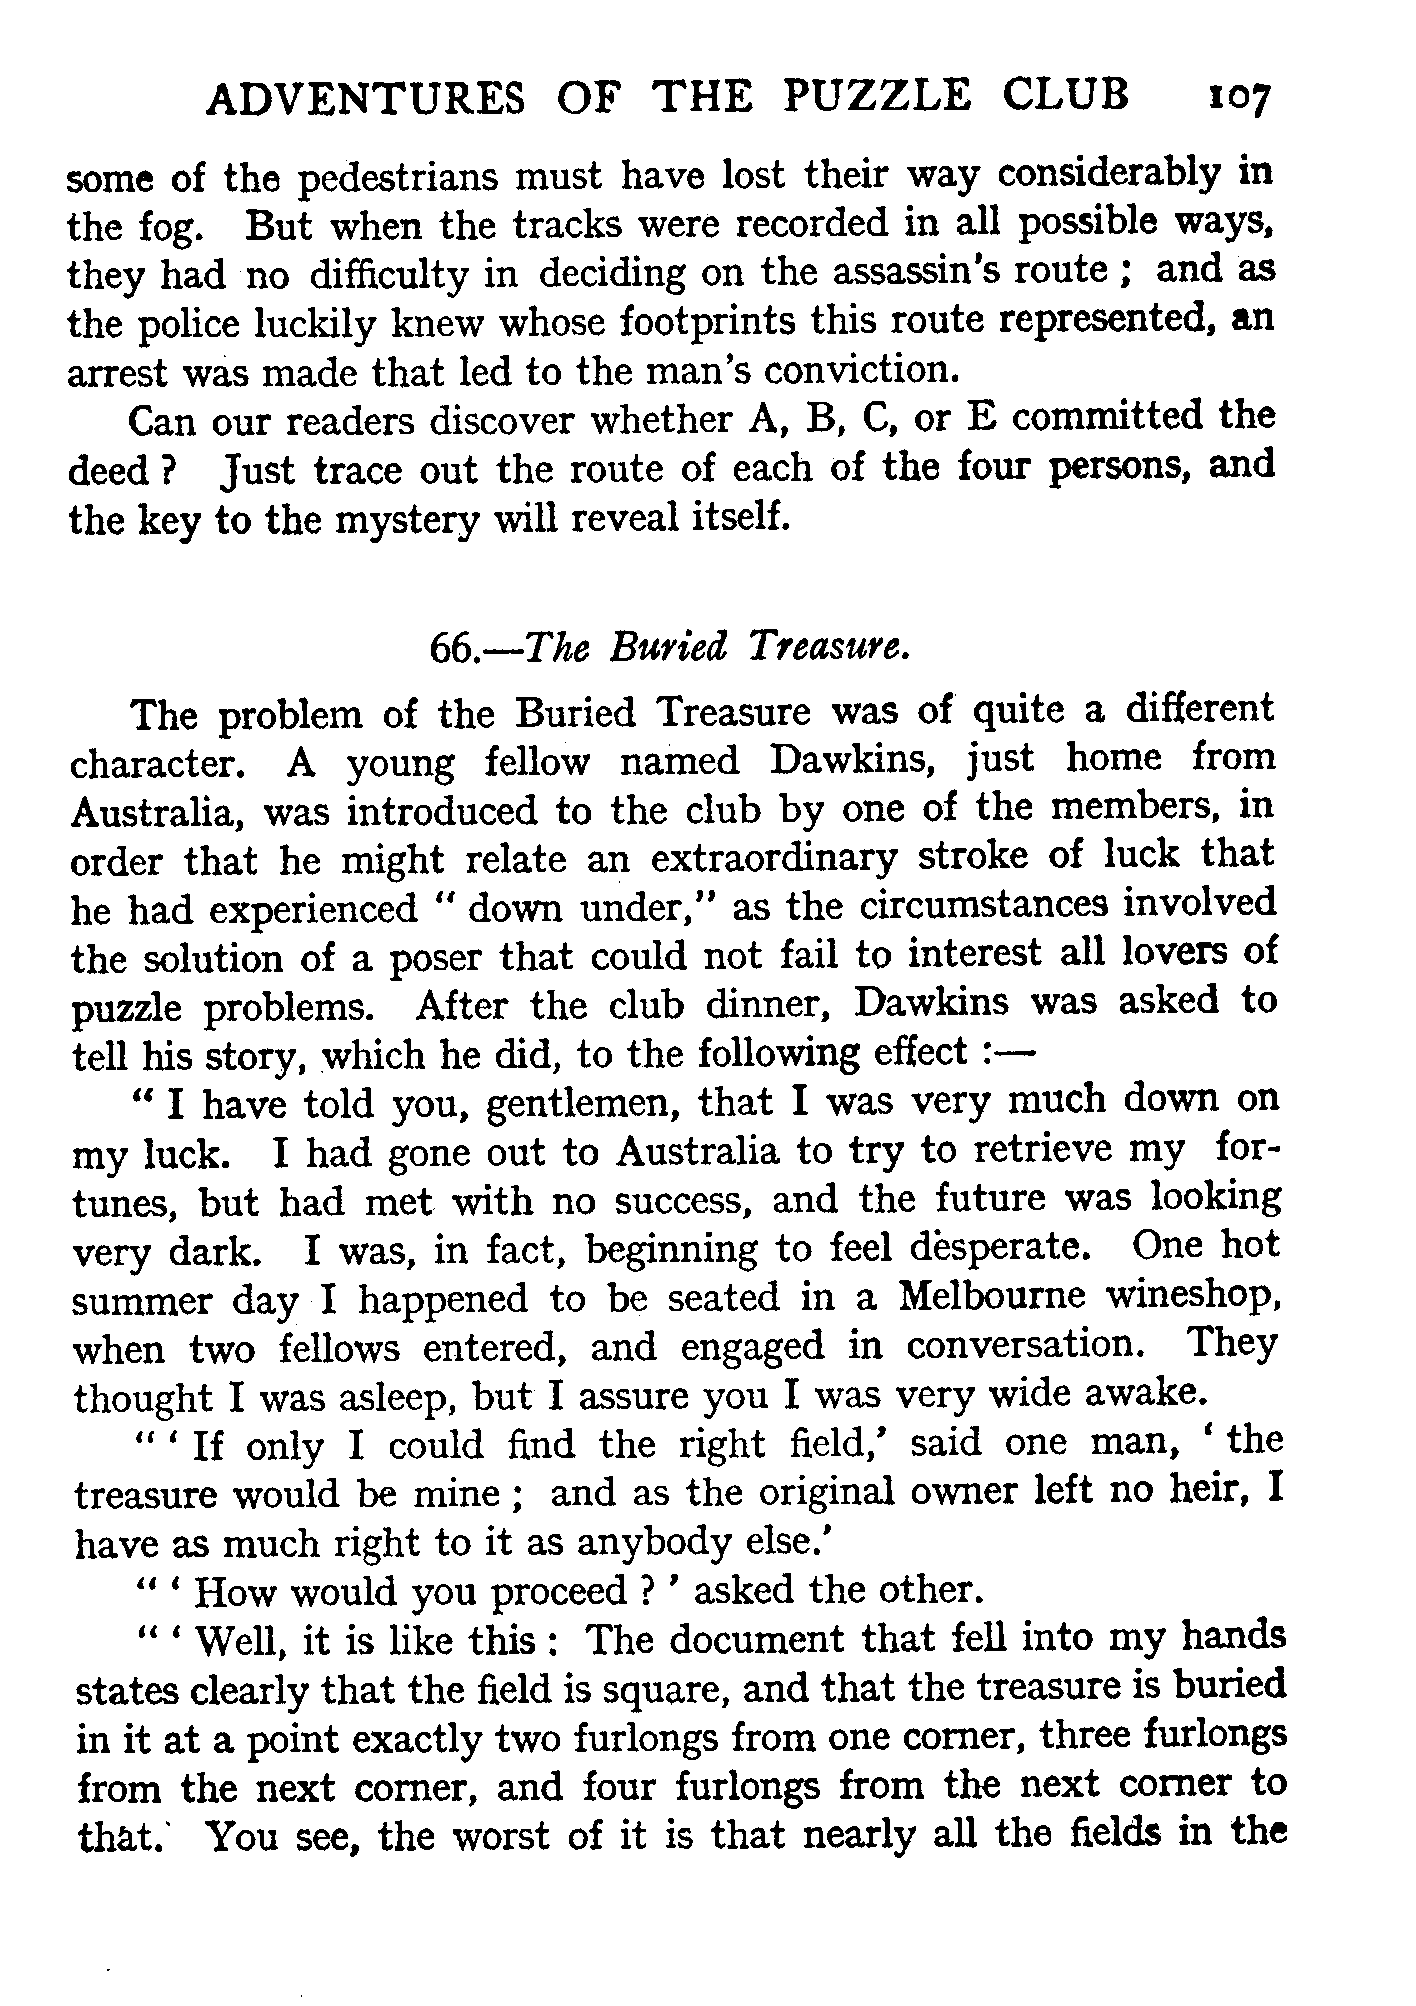 ADVENTURES OF THE PUZZLE CLUB 107
some of the pedestrians must have lost their way considerably in
the fog. But when the tracks were recorded in all possible ways,
they had no difficulty in deciding on the assassin's route ; and as
the police luckily knew whose footprints this route represented, an
arrest was made that led to the man's conviction.
Can our readers discover whether A, B, C, or E committed the
deed ? Just trace out the route of each of the four persons, and
the key to the mystery will reveal itself.
66.—The Buried Treasure.
The problem of the Buried Treasure was of quite a different
character. A young fellow named Dawkins, just home from
Australia, was introduced to the club by one of the members, in
order that he might relate an extraordinary stroke of luck that
he had experienced “ down under,” as the circumstances involved
the solution of a poser that could not fail to interest all lovers of
puzzle problems. After the club dinner, Dawkins was asked to
tell his story, which he did, to the following effect :—
“ I have told you, gentlemen, that I was very much down on
my luck. I had gone out to Australia to try to retrieve my for-
tunes, but had met with no success, and the future was looking
very dark. I was, in fact, beginning to feel desperate. One hot
summer day I happened to be seated in a Melbourne wineshop,
when two fellows entered, and engaged in conversation. They
thought I was asleep, but I assure you I was very wide awake.
“ ‘ If only I could find the right field,’ said one man, ‘ the
treasure would be mine ; and as the original owner left no heir, I
have as much right to it as anybody else.’
“ ‘ How would you proceed ? ’ asked the other.
“ ‘ Well, it is like this : The document that fell into my hands
states clearly that the field is square, and that the treasure is buried
in it at a point exactly two furlongs from one corner, three furlongs
from the next corner, and four furlongs from the next corner to
that. You see, the worst of it is that nearly all the fields in the